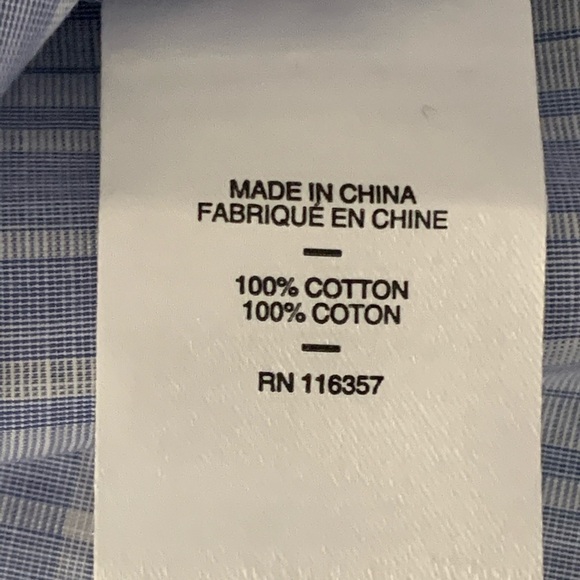 MADE IN CHINA
FABRIQUÉ EN CHINE
100% COTTON
100% COTON
RN 116357